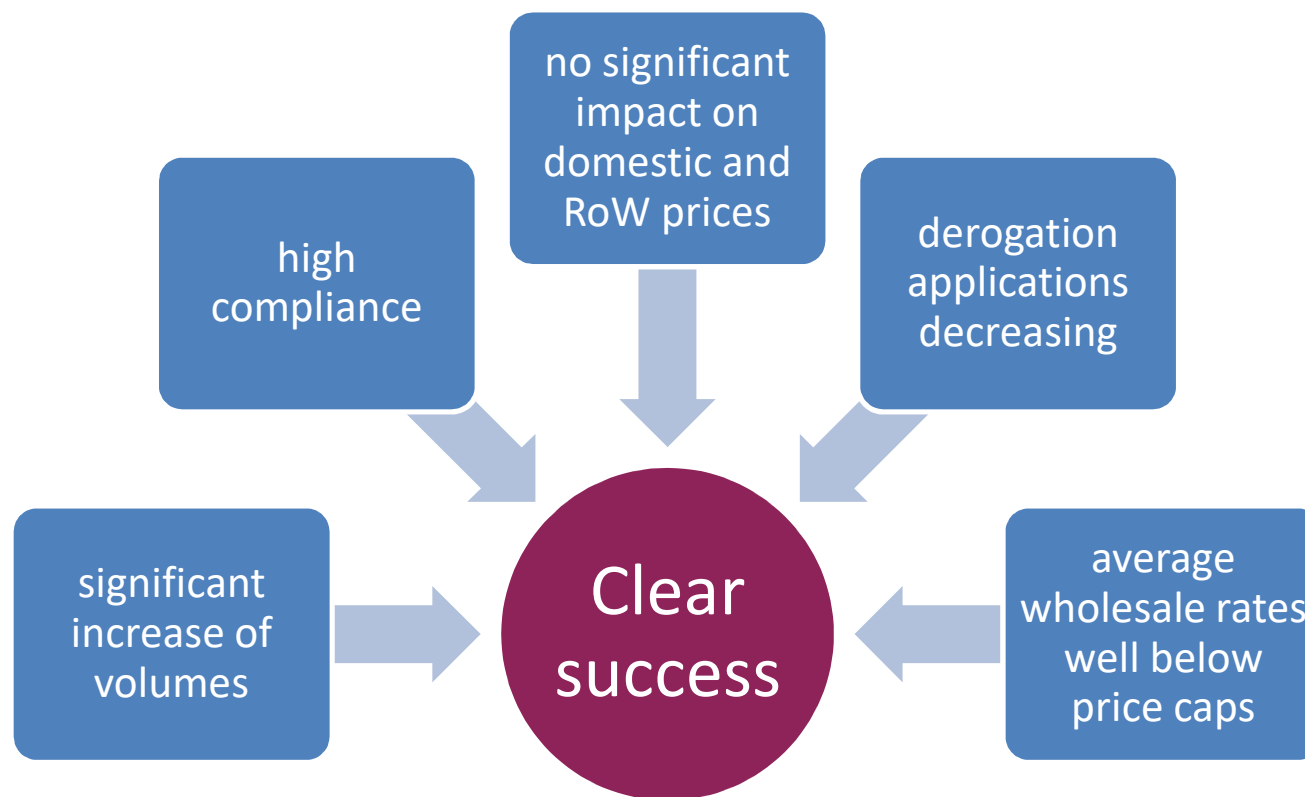 no significant
impact on
domestic and
RoW prices
high
compliance
derogation
applications
decreasing
significant
increase of
volumes
Clear
success
average
wholesale rates
well below
price caps